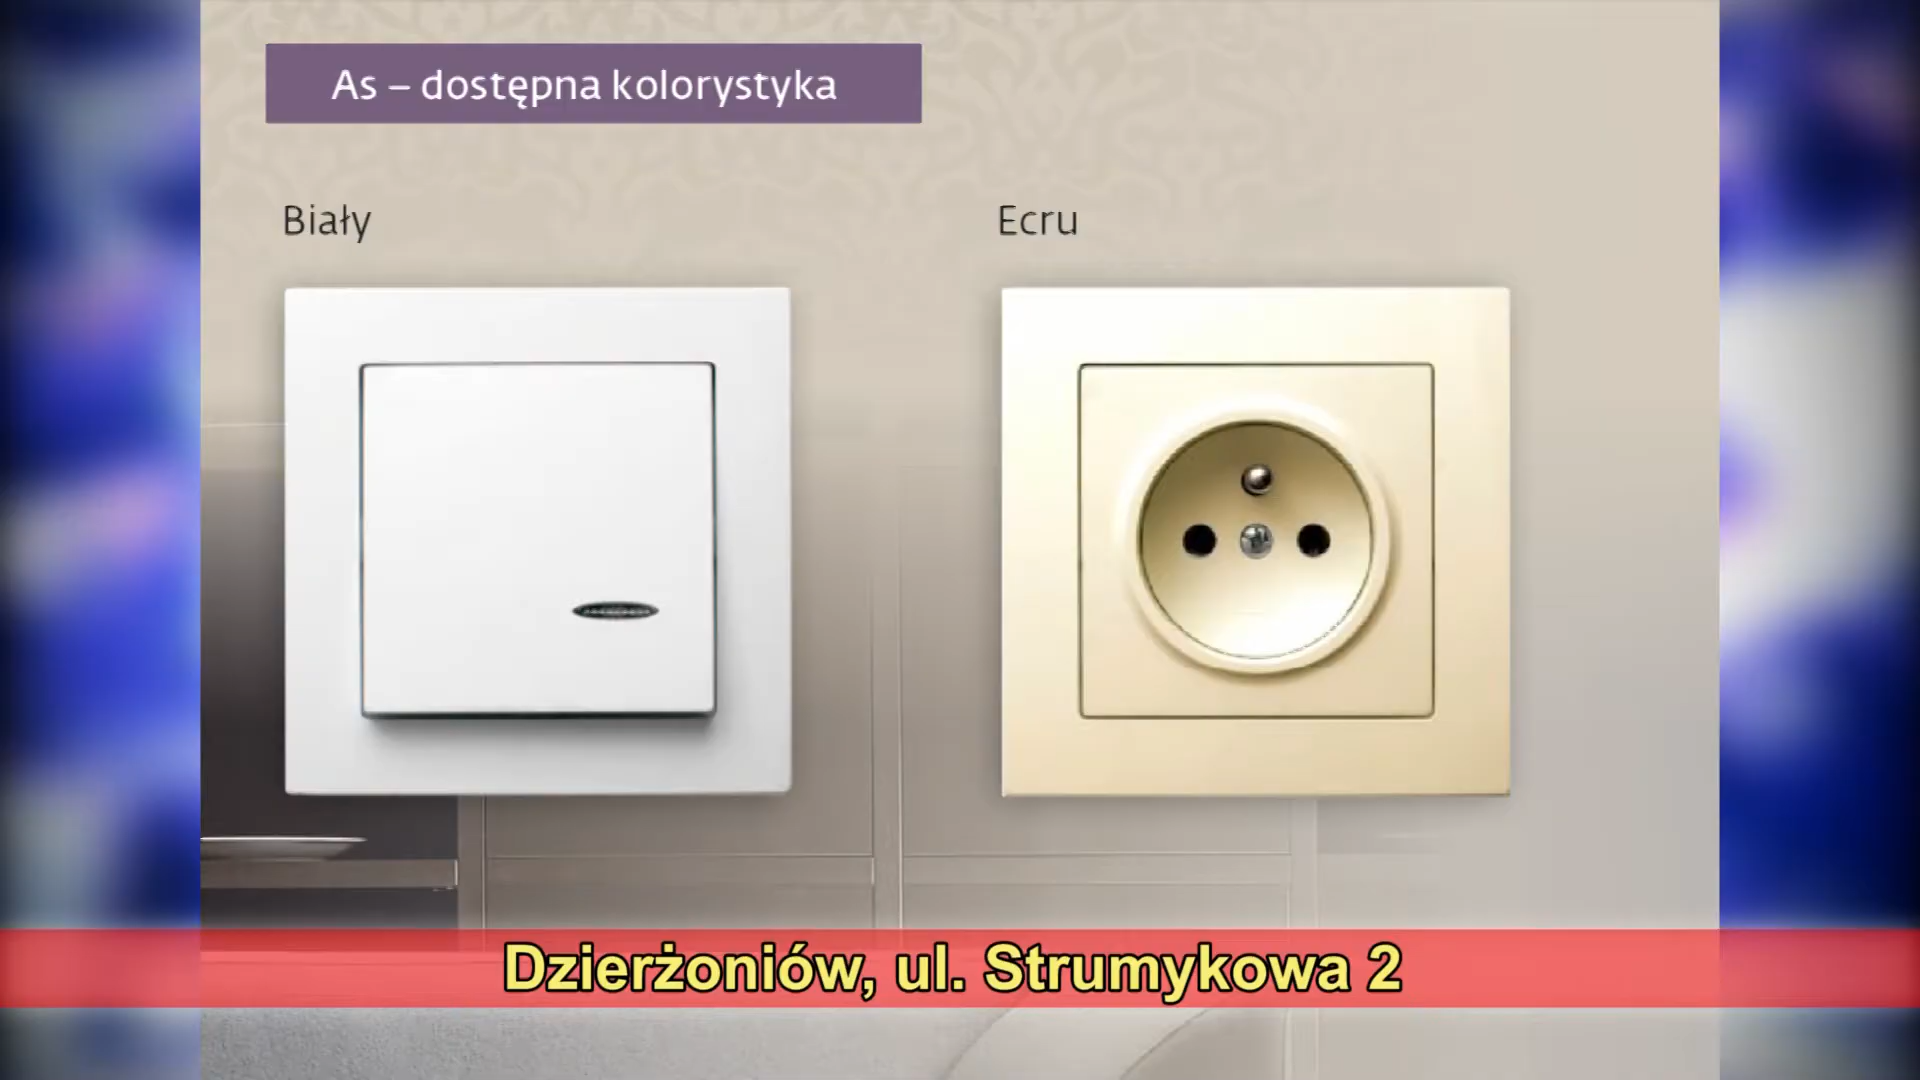 As – dostępna kolorystyka
Biały
Ecru
Dzierżoniów, ul. Strumykowa 2